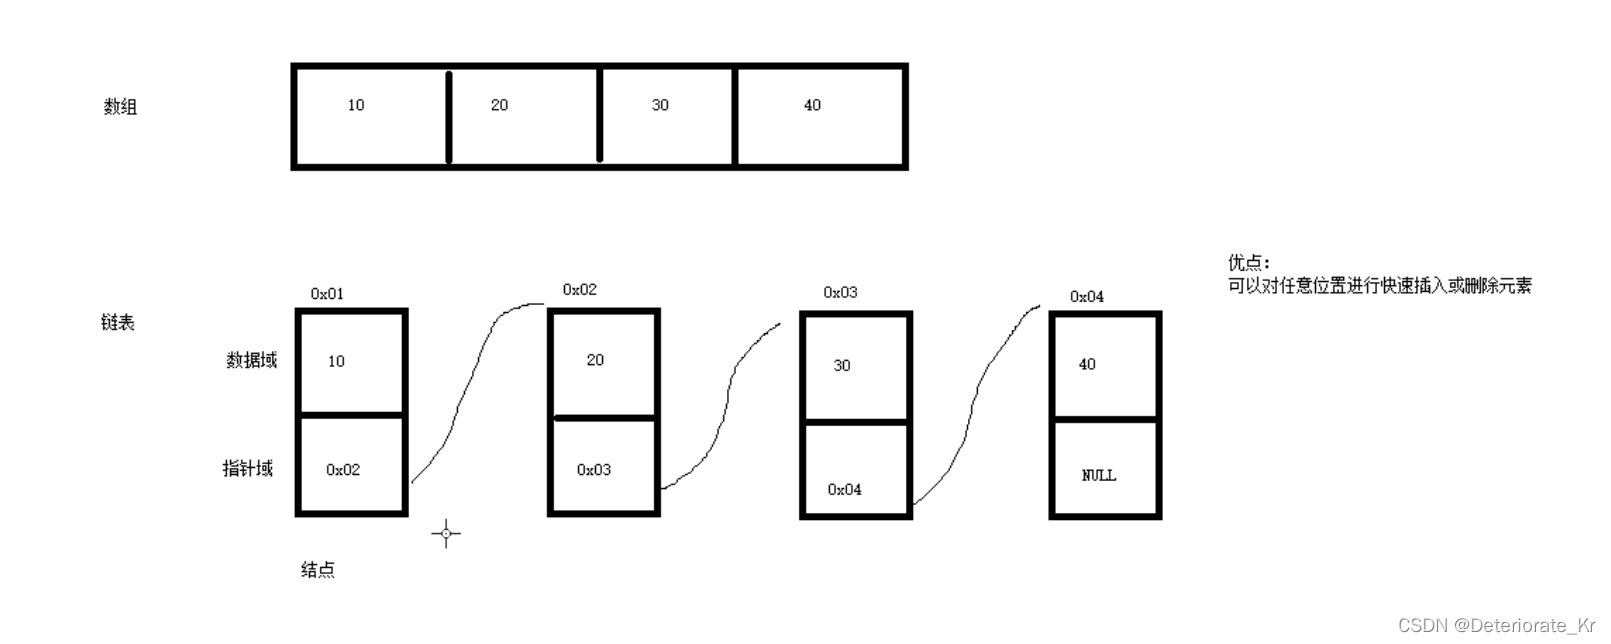 数组
10 20 30 40
优点：
可以对任意位置进行快速插入或删除元素
0x01 0x02 0x03 0x04
链表
数据域 10 20 30 40
指针域 0x02 0x03 0x04 NULL
结点
CSDN @Deteriorate_Kr